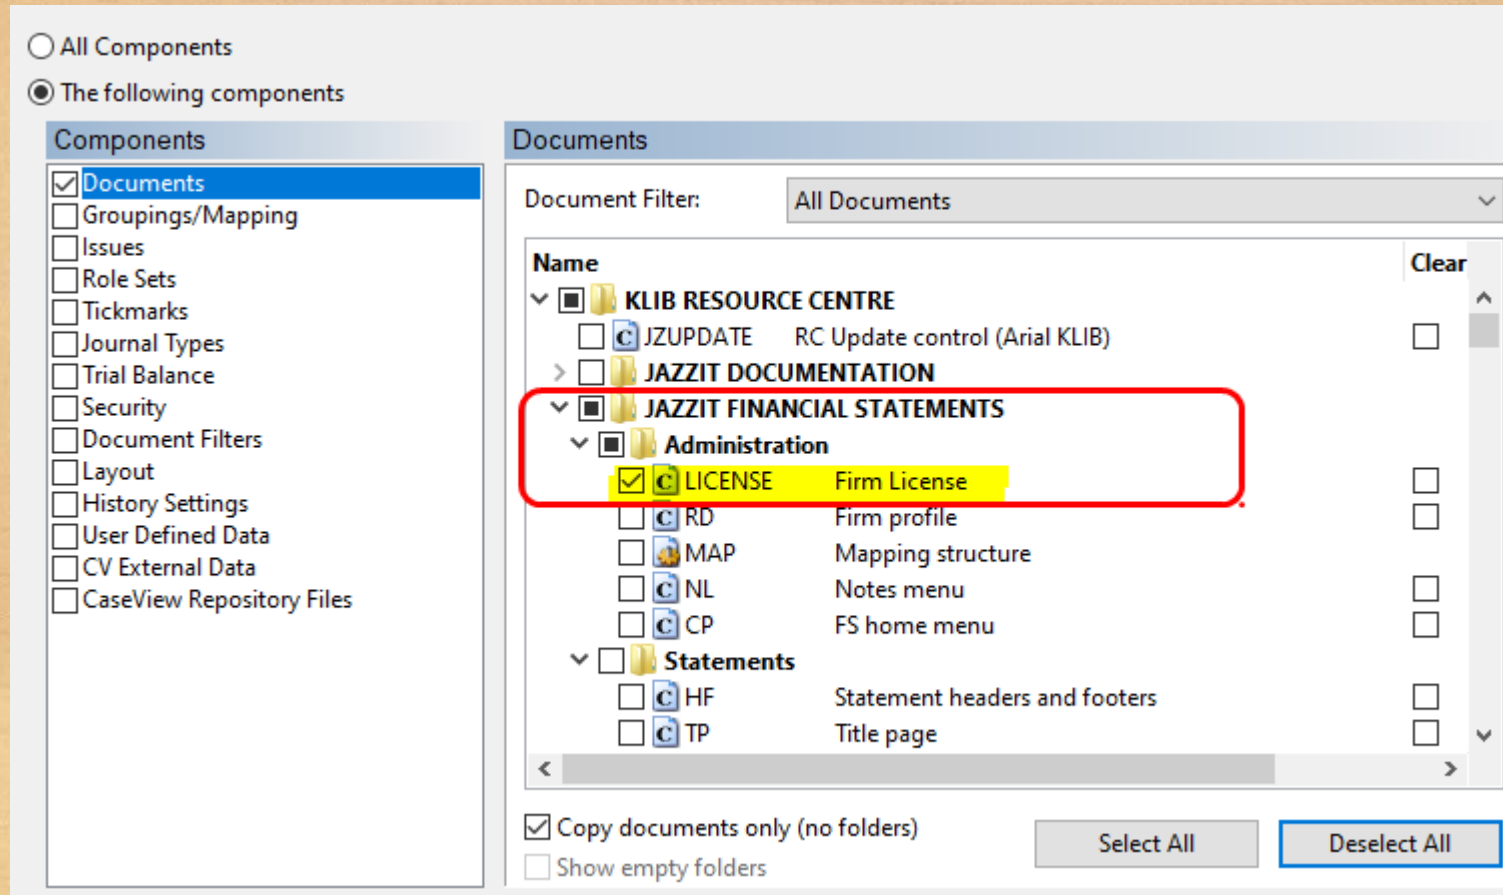 All Components
The following components
Components
Documents
Groupings/Mapping
Issues
Role Sets
Tickmarks
Journal Types
Trial Balance
Security
Document Filters
Layout
History Settings
User Defined Data
CV External Data
CaseView Repository Files
Documents
Document Filter: All Documents
Name Clear
KLIB RESOURCE CENTRE
C JZUPDATE RC Update control (Arial KLIB)
JAZZIT DOCUMENTATION
JAZZIT FINANCIAL STATEMENTS
Administration
C LICENSE Firm License
C RD Firm profile
MAP Mapping structure
C NL Notes menu
C CP FS home menu
Statements
C HF Statement headers and footers
C TP Title page
Copy documents only (no folders)
Show empty folders
Select All Deselect All